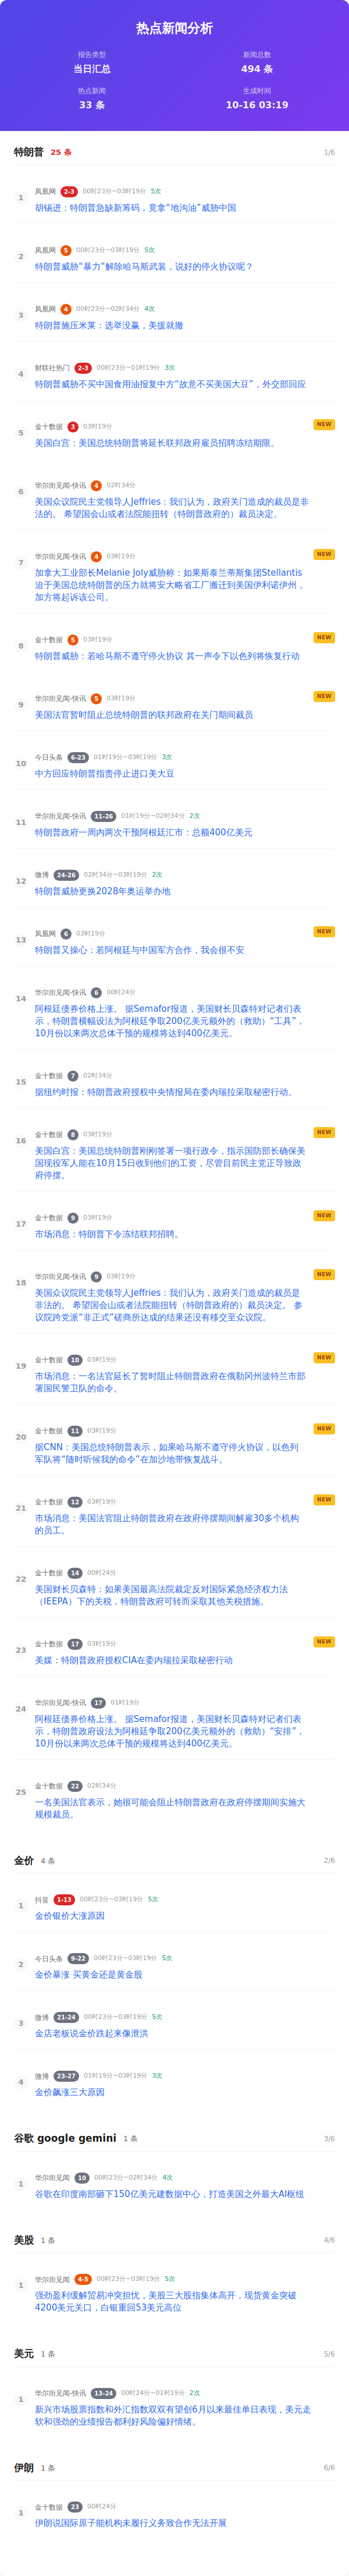 热点新闻分析
报告类型
新闻总数
当日汇总
494 条
热点新闻
生成时间
33 条
10-16 03:19
特朗普 25 条 1/6
1
凤凰网 2-3 00时23分~03时19分 5次
胡锡进：特朗普急缺新筹码，竟拿“地沟油”威胁中国
2
凤凰网 5 00时23分~03时19分 5次
特朗普威胁“暴力”解除哈马斯武装，说好的停火协议呢？
3
凤凰网 4 00时23分~02时34分 4次
特朗普施压米莱：选举没赢，美援就撤
4
财联社热门 2-3 00时23分~01时19分 3次
特朗普威胁不买中国食用油报复中方“故意不买美国大豆”，外交部回应
5
金十数据 3 03时19分 NEW
美国白宫：美国总统特朗普将延长联邦政府雇员招聘冻结期限。
6
华尔街见闻-快讯 4 02时34分
美国众议院民主党领导人Jeffries：我们认为，政府关门造成的裁员是非
法的。 希望国会山或者法院能扭转（特朗普政府的）裁员决定。
7
华尔街见闻-快讯 4 03时19分 NEW
加拿大工业部长Melanie Joly威胁称：如果斯泰兰蒂斯集团Stellantis
迫于美国总统特朗普的压力就将安大略省工厂搬迁到美国伊利诺伊州，
加方将起诉该公司。
8
金十数据 5 03时19分 NEW
特朗普威胁：若哈马斯不遵守停火协议 其一声令下以色列将恢复行动
9
华尔街见闻-快讯 5 03时19分 NEW
美国法官暂时阻止总统特朗普的联邦政府在关门期间裁员
10
今日头条 6-23 01时19分~03时19分 3次
中方回应特朗普指责停止进口美大豆
11
华尔街见闻-快讯 11-26 01时19分~02时34分 2次
特朗普政府一周内两次干预阿根廷汇市：总额400亿美元
12
微博 24-26 02时34分~03时19分 2次
特朗普威胁更换2028年奥运举办地
13
凤凰网 6 03时19分 NEW
特朗普又操心：若阿根廷与中国军方合作，我会很不安
14
华尔街见闻-快讯 6 00时24分
阿根廷债券价格上涨。 据Semafor报道，美国财长贝森特对记者们表
示，特朗普横幅设法为阿根廷争取200亿美元额外的（救助）“工具”，
10月份以来两次总体干预的规模将达到400亿美元。
15
金十数据 7 02时34分
据纽约时报：特朗普政府授权中央情报局在委内瑞拉采取秘密行动。
16
金十数据 8 03时19分 NEW
美国白宫：美国总统特朗普刚刚签署一项行政令，指示国防部长确保美
国现役军人能在10月15日收到他们的工资，尽管目前民主党正导致政
府停摆。
17
金十数据 9 03时19分 NEW
市场消息：特朗普下令冻结联邦招聘。
18
华尔街见闻-快讯 9 03时19分 NEW
美国众议院民主党领导人Jeffries：我们认为，政府关门造成的裁员是
非法的。 希望国会山或者法院能扭转（特朗普政府的）裁员决定。 参
议院跨党派“非正式”磋商所达成的结果还没有移交至众议院。
19
金十数据 10 03时19分 NEW
市场消息：一名法官延长了暂时阻止特朗普政府在俄勒冈州波特兰市部
署国民警卫队的命令。
20
金十数据 11 03时19分 NEW
据CNN：美国总统特朗普表示，如果哈马斯不遵守停火协议，以色列
军队将“随时听候我的命令”在加沙地带恢复战斗。
21
金十数据 12 03时19分 NEW
市场消息：美国法官阻止特朗普政府在政府停摆期间解雇30多个机构
的员工。
22
金十数据 14 00时24分
美国财长贝森特：如果美国最高法院裁定反对国际紧急经济权力法
（IEEPA）下的关税，特朗普政府可转而采取其他关税措施。
23
金十数据 17 03时19分 NEW
美媒：特朗普政府授权CIA在委内瑞拉采取秘密行动
24
华尔街见闻-快讯 17 01时19分
阿根廷债券价格上涨。 据Semafor报道，美国财长贝森特对记者们表
示，特朗普政府设法为阿根廷争取200亿美元额外的（救助）“安排”，
10月份以来两次总体干预的规模将达到400亿美元。
25
金十数据 22 02时34分
一名美国法官表示，她很可能会阻止特朗普政府在政府停摆期间实施大
规模裁员。
金价 4 条 2/6
1
抖音 1-13 00时23分~03时19分 5次
金价银价大涨原因
2
今日头条 9-22 00时23分~03时19分 5次
金价暴涨 买黄金还是黄金股
3
微博 21-24 00时23分~03时19分 5次
金店老板说金价跌起来像泄洪
4
微博 23-27 01时19分~03时19分 3次
金价飙涨三大原因
谷歌 google gemini 1 条 3/6
1
华尔街见闻 10 00时23分~02时34分 4次
谷歌在印度南部砸下150亿美元建数据中心，打造美国之外最大AI枢纽
美股 1 条 4/6
1
华尔街见闻 4-5 00时23分~03时19分 5次
强劲盈利缓解贸易冲突担忧，美股三大股指集体高开，现货黄金突破
4200美元关口，白银重回53美元高位
美元 1 条 5/6
1
华尔街见闻-快讯 13-24 00时24分~01时19分 2次
新兴市场股票指数和外汇指数双双有望创6月以来最佳单日表现，美元走
软和强劲的业绩报告都利好风险偏好情绪。
伊朗 1 条 6/6
1
金十数据 23 00时24分
伊朗说国际原子能机构未履行义务致合作无法开展